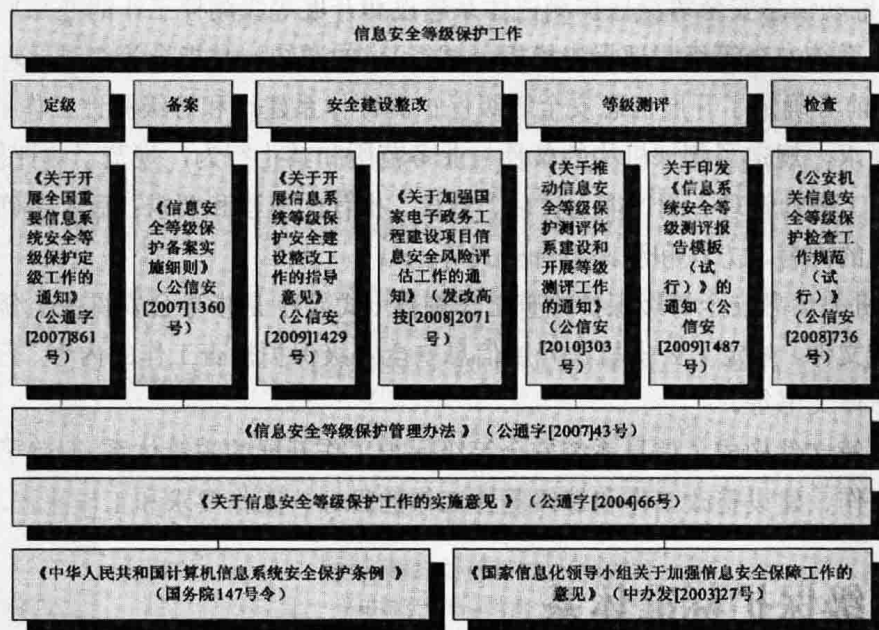 信息安全等级保护工作
定级
备案
安全建设整改
等级测评
检查
《关于开
展全国重
要信息系
统安全等
级保护定
级工作的
通知》
（公通字
[2007]861
号）
《信息安
全等级保
护备案实
施细则》
（公信安
[2007]1360
号）
《关于开
展信息系
统等级保
护安全建
设整改工
作的指导
意见》
（公信安
[2009]1429
号）
《关于加强国
家电子政务工
程建设项目信
息安全风险评
估工作的通
知》（发改高
技[2008]2071
号）
《关于推
动信息安
全等级保
护测评体
系建设和
开展等级
测评工作
的通知》
（公信安
[2010]303
号）
关于印发
《信息系
统安全等
级测评报
告模板
（试
行）》的
通知（公
信安
[2009]1487
号）
《公安机
关信息安
全等级保
护检查工
作规范
（试
行）》
（公信安
[2008]736
号）
《信息安全等级保护管理办法 》（公通字[2007]43号）
《关于信息安全等级保护工作的实施意见 》（公通字[2004]66号）
《中华人民共和国计算机信息系统安全保护条例 》
（国务院147号令）
《国家信息化领导小组关于加强信息安全保障工作的
意见》（中办发[2003]27号）